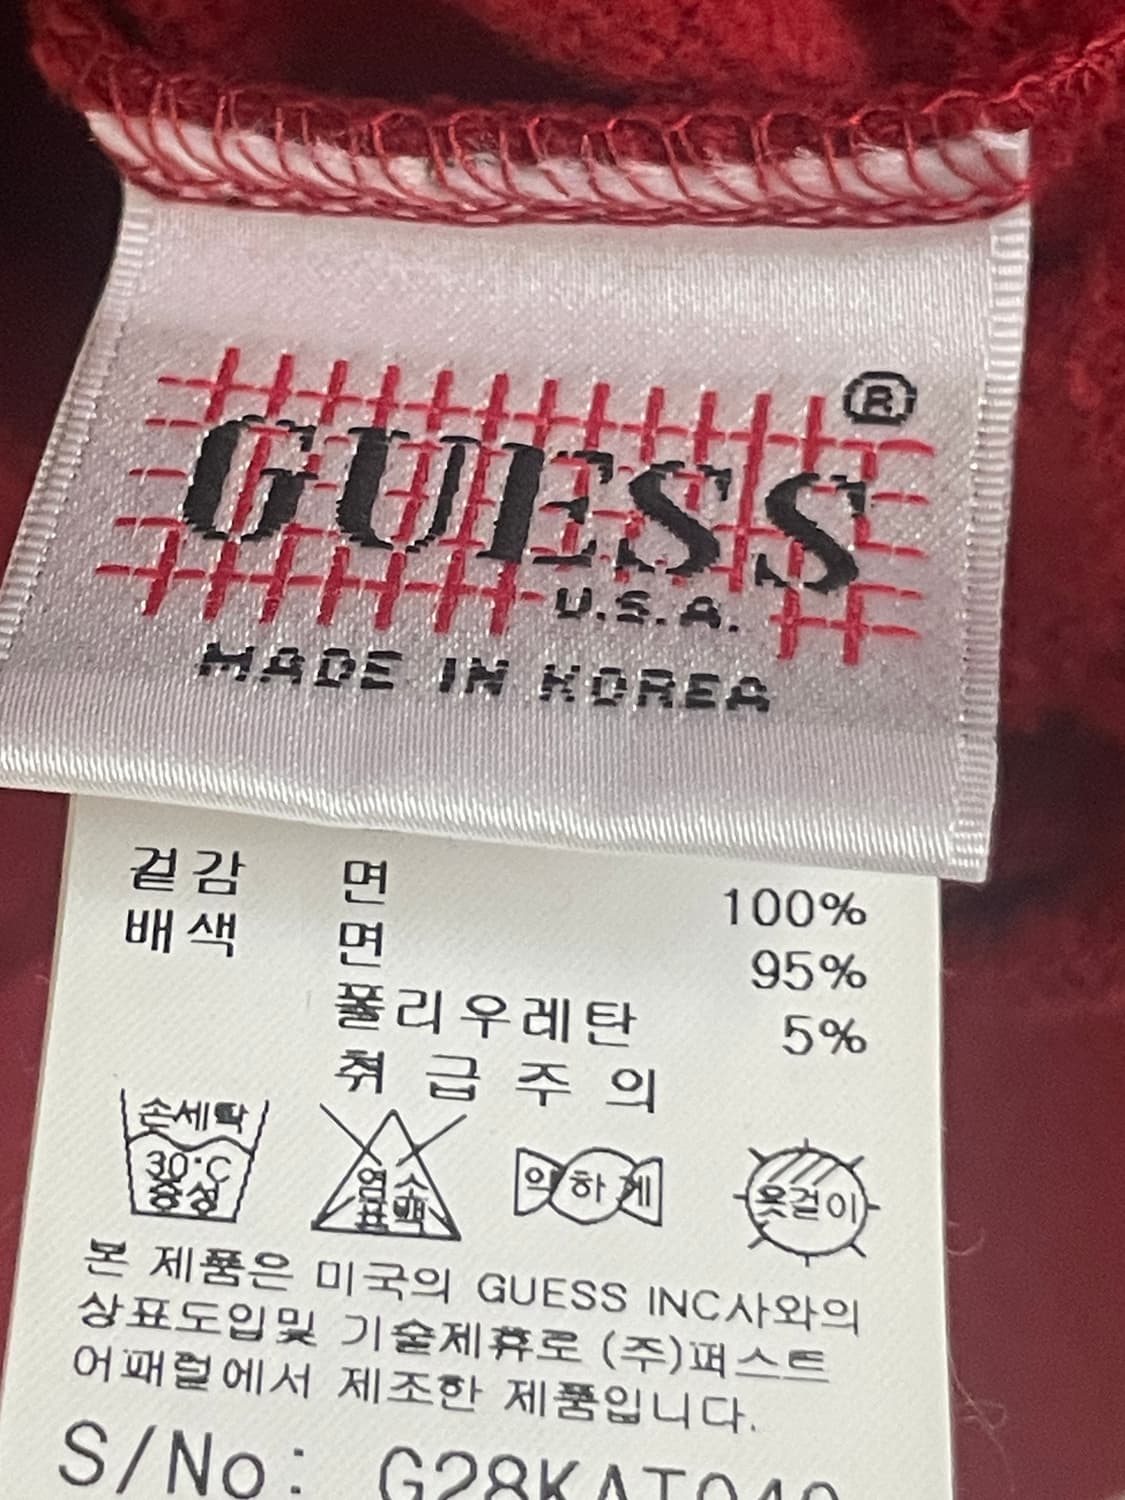 GUESS ®
U.S.A.
MADE IN KOREA
겉감 면 100%
배색 면 95%
폴리우레탄 5%
취급주의
손세탁
30°C
중성
염소
표백
약하게
옷걸이
본 제품은 미국의 GUESS INC사와의
상표도입및 기술제휴로 (주)퍼스트
어패럴에서 제조한 제품입니다.
S/No: G28KAT040